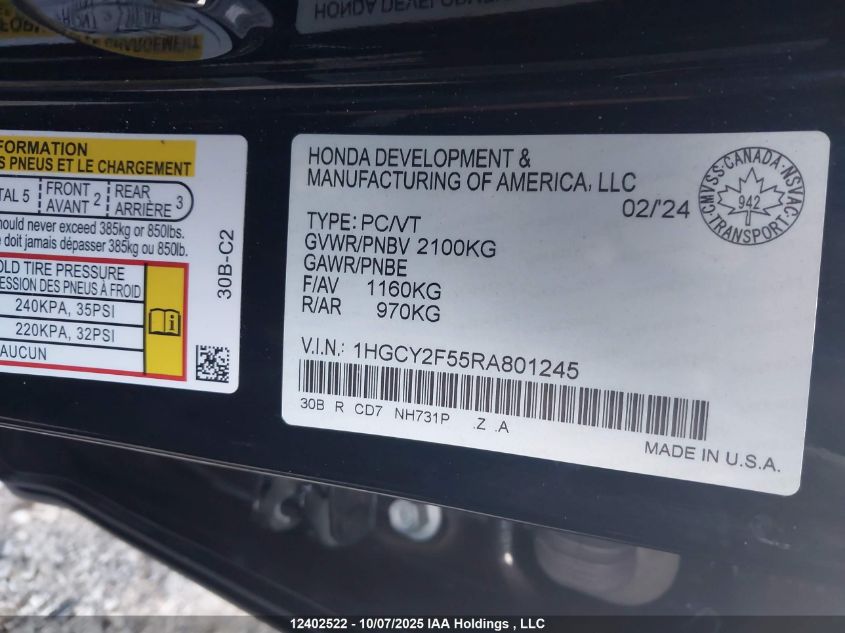 HONDA DEVELOPMENT
FORMATION
S PNEUS ET LE CHARGEMENT
TAL 5 FRONT AVANT 2 REAR ARRIÈRE 3
hould never exceed 385kg or 850lbs.
e doit jamais dépasser 385kg ou 850lb.
OLD TIRE PRESSURE
ESSION DES PNEUS À FROID
240KPA, 35PSI
220KPA, 32PSI
AUCUN
30B-C2
HONDA DEVELOPMENT &
MANUFACTURING OF AMERICA, LLC
02/'24
TYPE: PC/VT
GVWR/PNBV 2100KG
GAWR/PNBE
F/AV 1160KG
R/AR 970KG
V.I.N.: 1HGCY2F55RA801245
30B R CD7 NH731P .Z .A
MADE IN U.S.A.
CMVSS·CANADA·NSVAC
942
TRANSPORT
12402522 - 10/07/2025 IAA Holdings , LLC